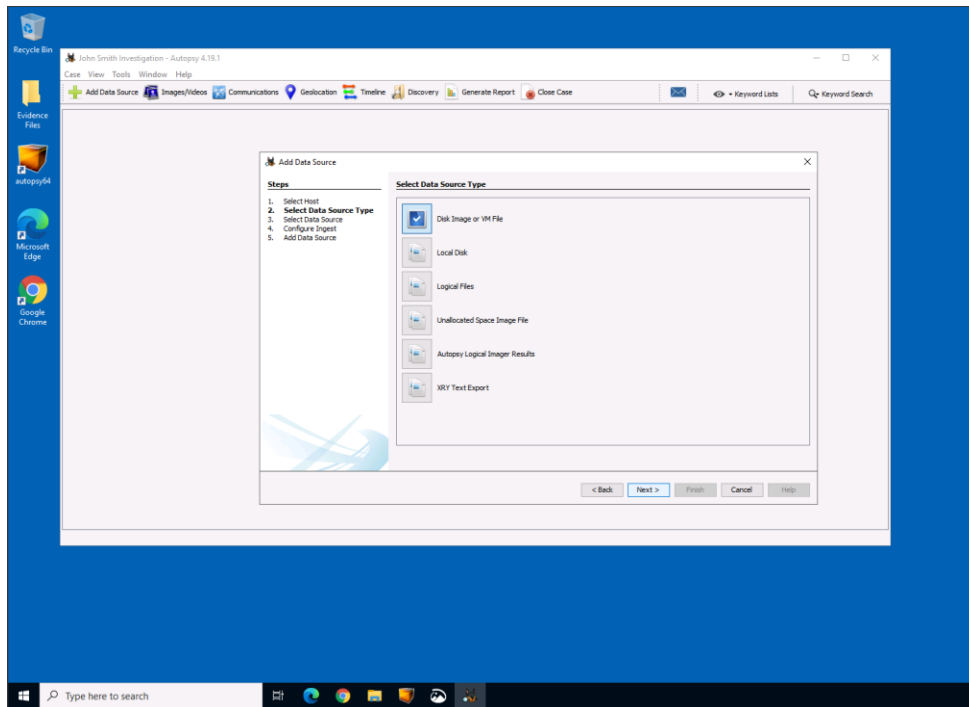 Recycle Bin
Evidence
Files
autopsy64
Microsoft
Edge
Google
Chrome
John Smith Investigation - Autopsy 4.19.1
Case View Tools Window Help
Add Data Source Images/Videos Communications Geolocation Timeline Discovery Generate Report Close Case Keyword Lists Keyword Search
Add Data Source
Steps
1. Select Host
2. Select Data Source Type
3. Select Data Source
4. Configure Ingest
5. Add Data Source
Select Data Source Type
Disk Image or VM File
Local Disk
Logical Files
Unallocated Space Image File
Autopsy Logical Imager Results
XRY Text Export
< Back Next > Finish Cancel Help
Type here to search